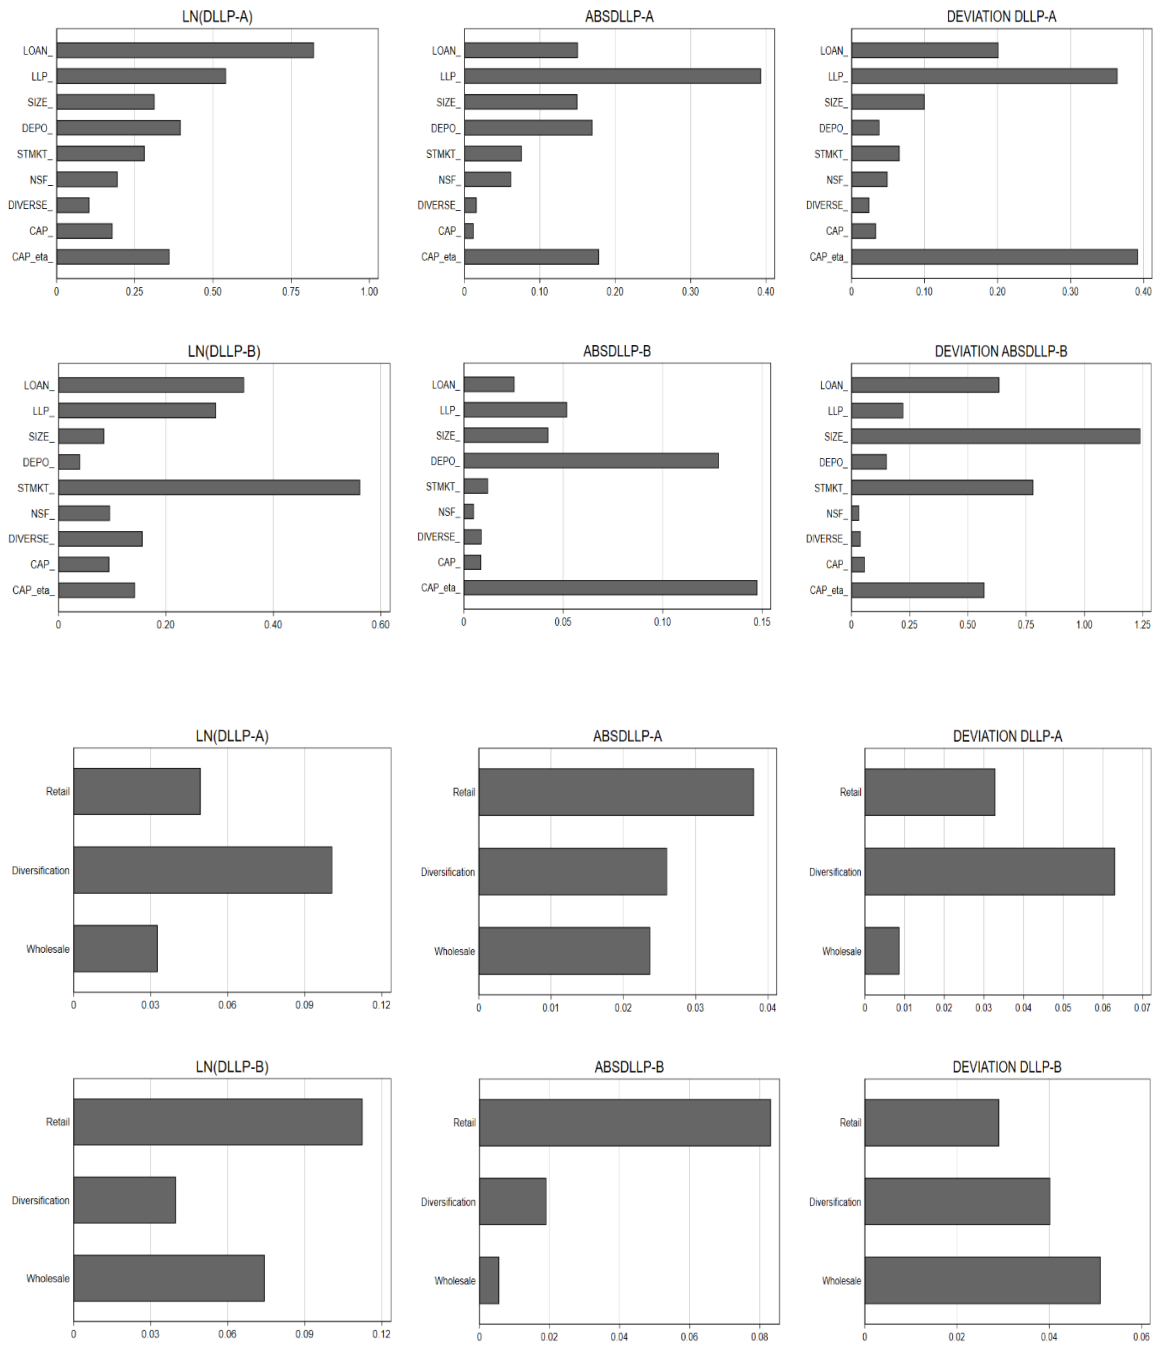 LN(DLLP-A)
LOAN_
LLP_
SIZE_
DEPO_
STMKT_
NSF_
DIVERSE_
CAP_
CAP_eta_
0 0.25 0.50 0.75 1.00
ABSDLLP-A
LOAN_
LLP_
SIZE_
DEPO_
STMKT_
NSF_
DIVERSE_
CAP_
CAP_eta_
0 0.10 0.20 0.30 0.40
DEVIATION DLLP-A
LOAN_
LLP_
SIZE_
DEPO_
STMKT_
NSF_
DIVERSE_
CAP_
CAP_eta_
0 0.10 0.20 0.30 0.40
LN(DLLP-B)
LOAN_
LLP_
SIZE_
DEPO_
STMKT_
NSF_
DIVERSE_
CAP_
CAP_eta_
0 0.20 0.40 0.60
ABSDLLP-B
LOAN_
LLP_
SIZE_
DEPO_
STMKT_
NSF_
DIVERSE_
CAP_
CAP_eta_
0 0.05 0.10 0.15
DEVIATION ABSDLLP-B
LOAN_
LLP_
SIZE_
DEPO_
STMKT_
NSF_
DIVERSE_
CAP_
CAP_eta_
0 0.25 0.50 0.75 1.00 1.25
LN(DLLP-A)
Retail
Diversification
Wholesale
0 0.03 0.06 0.09 0.12
ABSDLLP-A
Retail
Diversification
Wholesale
0 0.01 0.02 0.03 0.04
DEVIATION DLLP-A
Retail
Diversification
Wholesale
0 0.01 0.02 0.03 0.04 0.05 0.06 0.07
LN(DLLP-B)
Retail
Diversification
Wholesale
0 0.03 0.06 0.09 0.12
ABSDLLP-B
Retail
Diversification
Wholesale
0 0.02 0.04 0.06 0.08
DEVIATION DLLP-B
Retail
Diversification
Wholesale
0 0.02 0.04 0.06